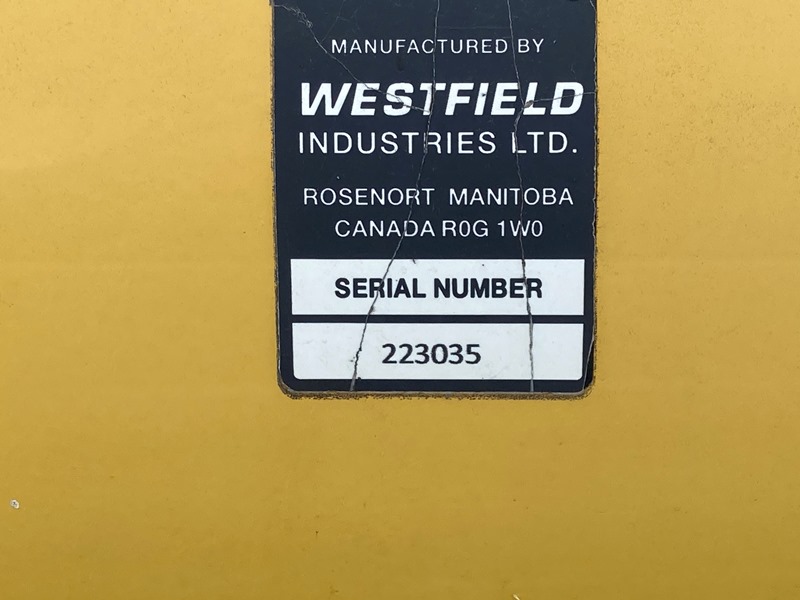 MANUFACTURED BY
WESTFIELD
INDUSTRIES LTD.
ROSENORT MANITOBA
CANADA R0G 1W0
SERIAL NUMBER
223035